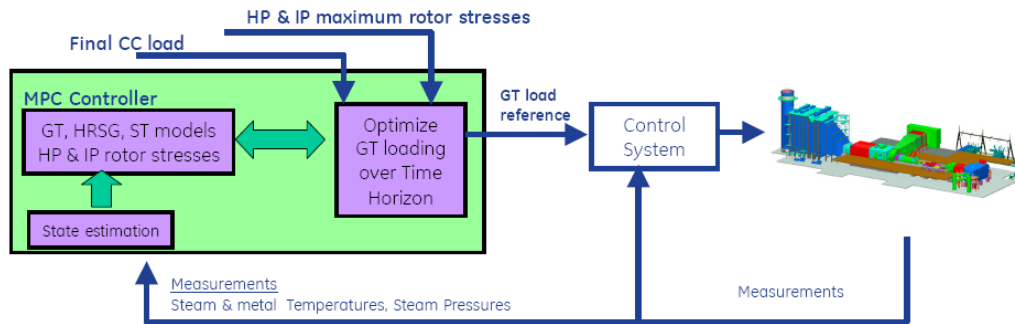 HP & IP maximum rotor stresses
Final CC load
MPC Controller
GT, HRSG, ST models
HP & IP rotor stresses
Optimize
GT loading
over Time
Horizon
GT load
reference
Control
System
State estimation
Measurements
Steam & metal Temperatures, Steam Pressures
Measurements